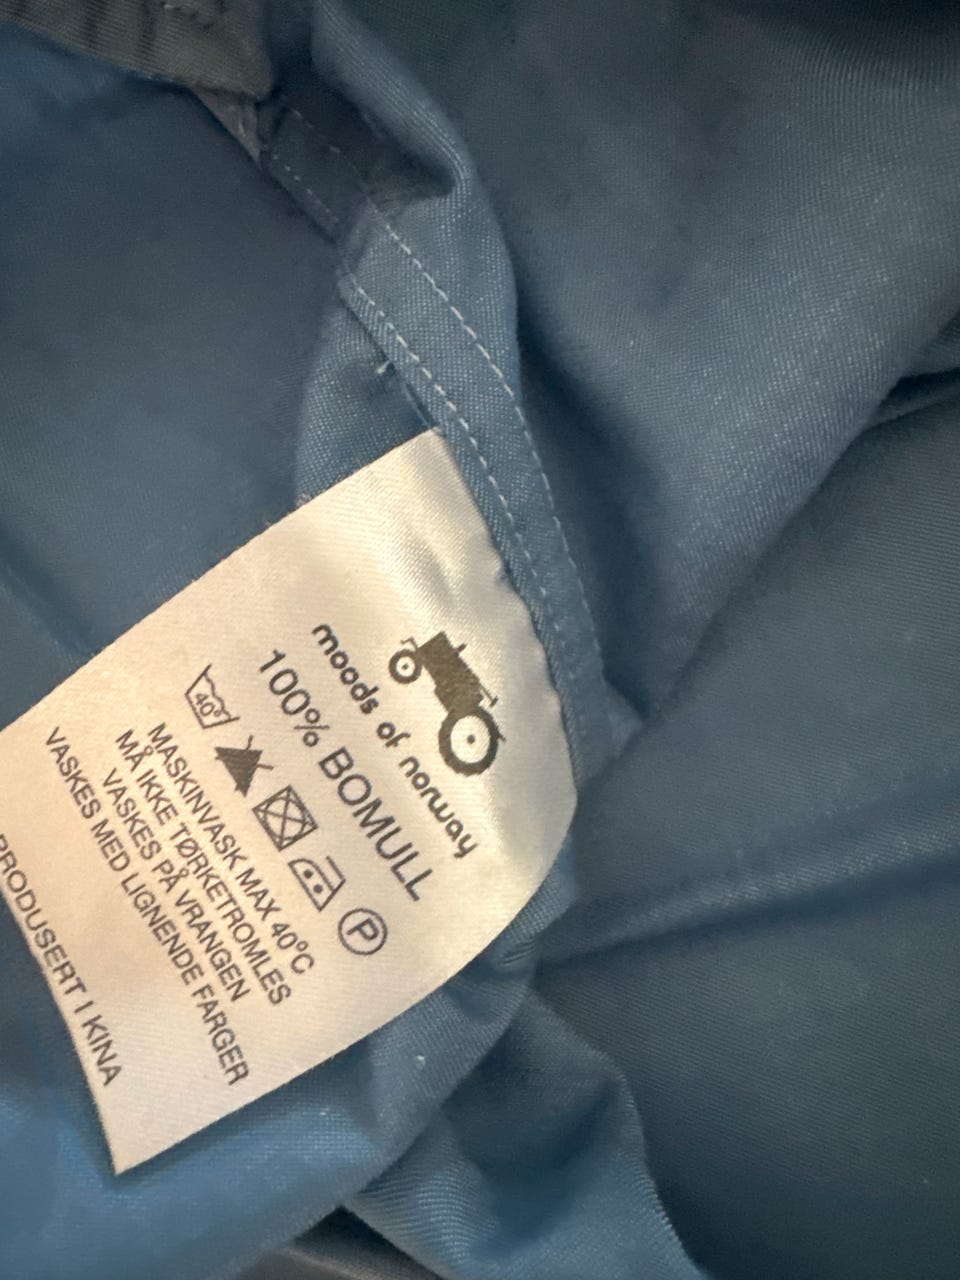 moods of norway
100% BOMULL
40°
P
MASKINVASK MAX 40°C
MÅ IKKE TØRKETROMLES
VASKES PÅ VRANGEN
VASKES MED LIGNENDE FARGER
PRODUSERT I KINA